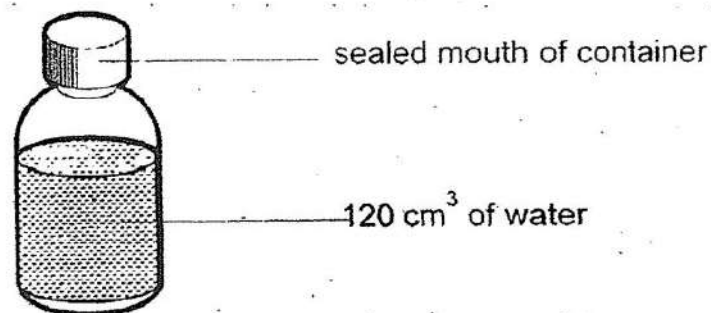 sealed mouth of container
120 cm³ of water